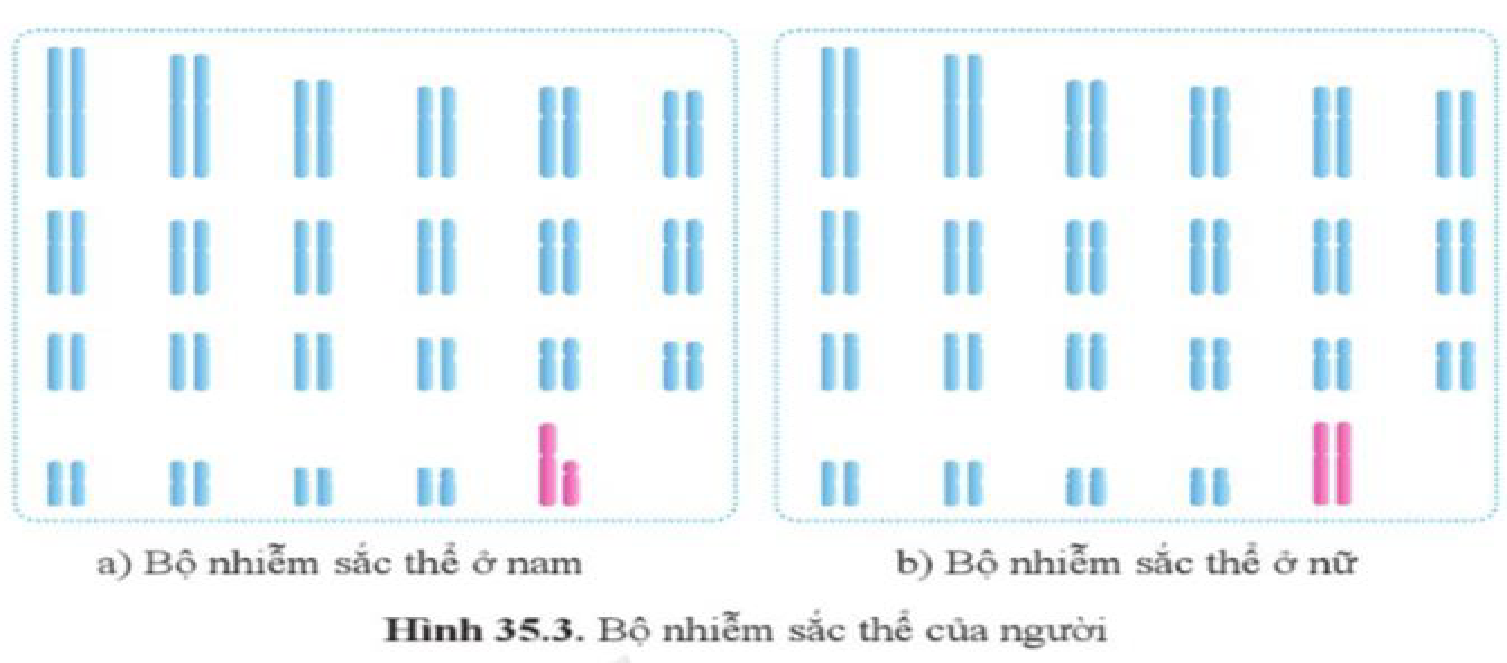 a) Bộ nhiễm sắc thể ở nam
b) Bộ nhiễm sắc thể ở nữ
Hình 35.3. Bộ nhiễm sắc thể của người